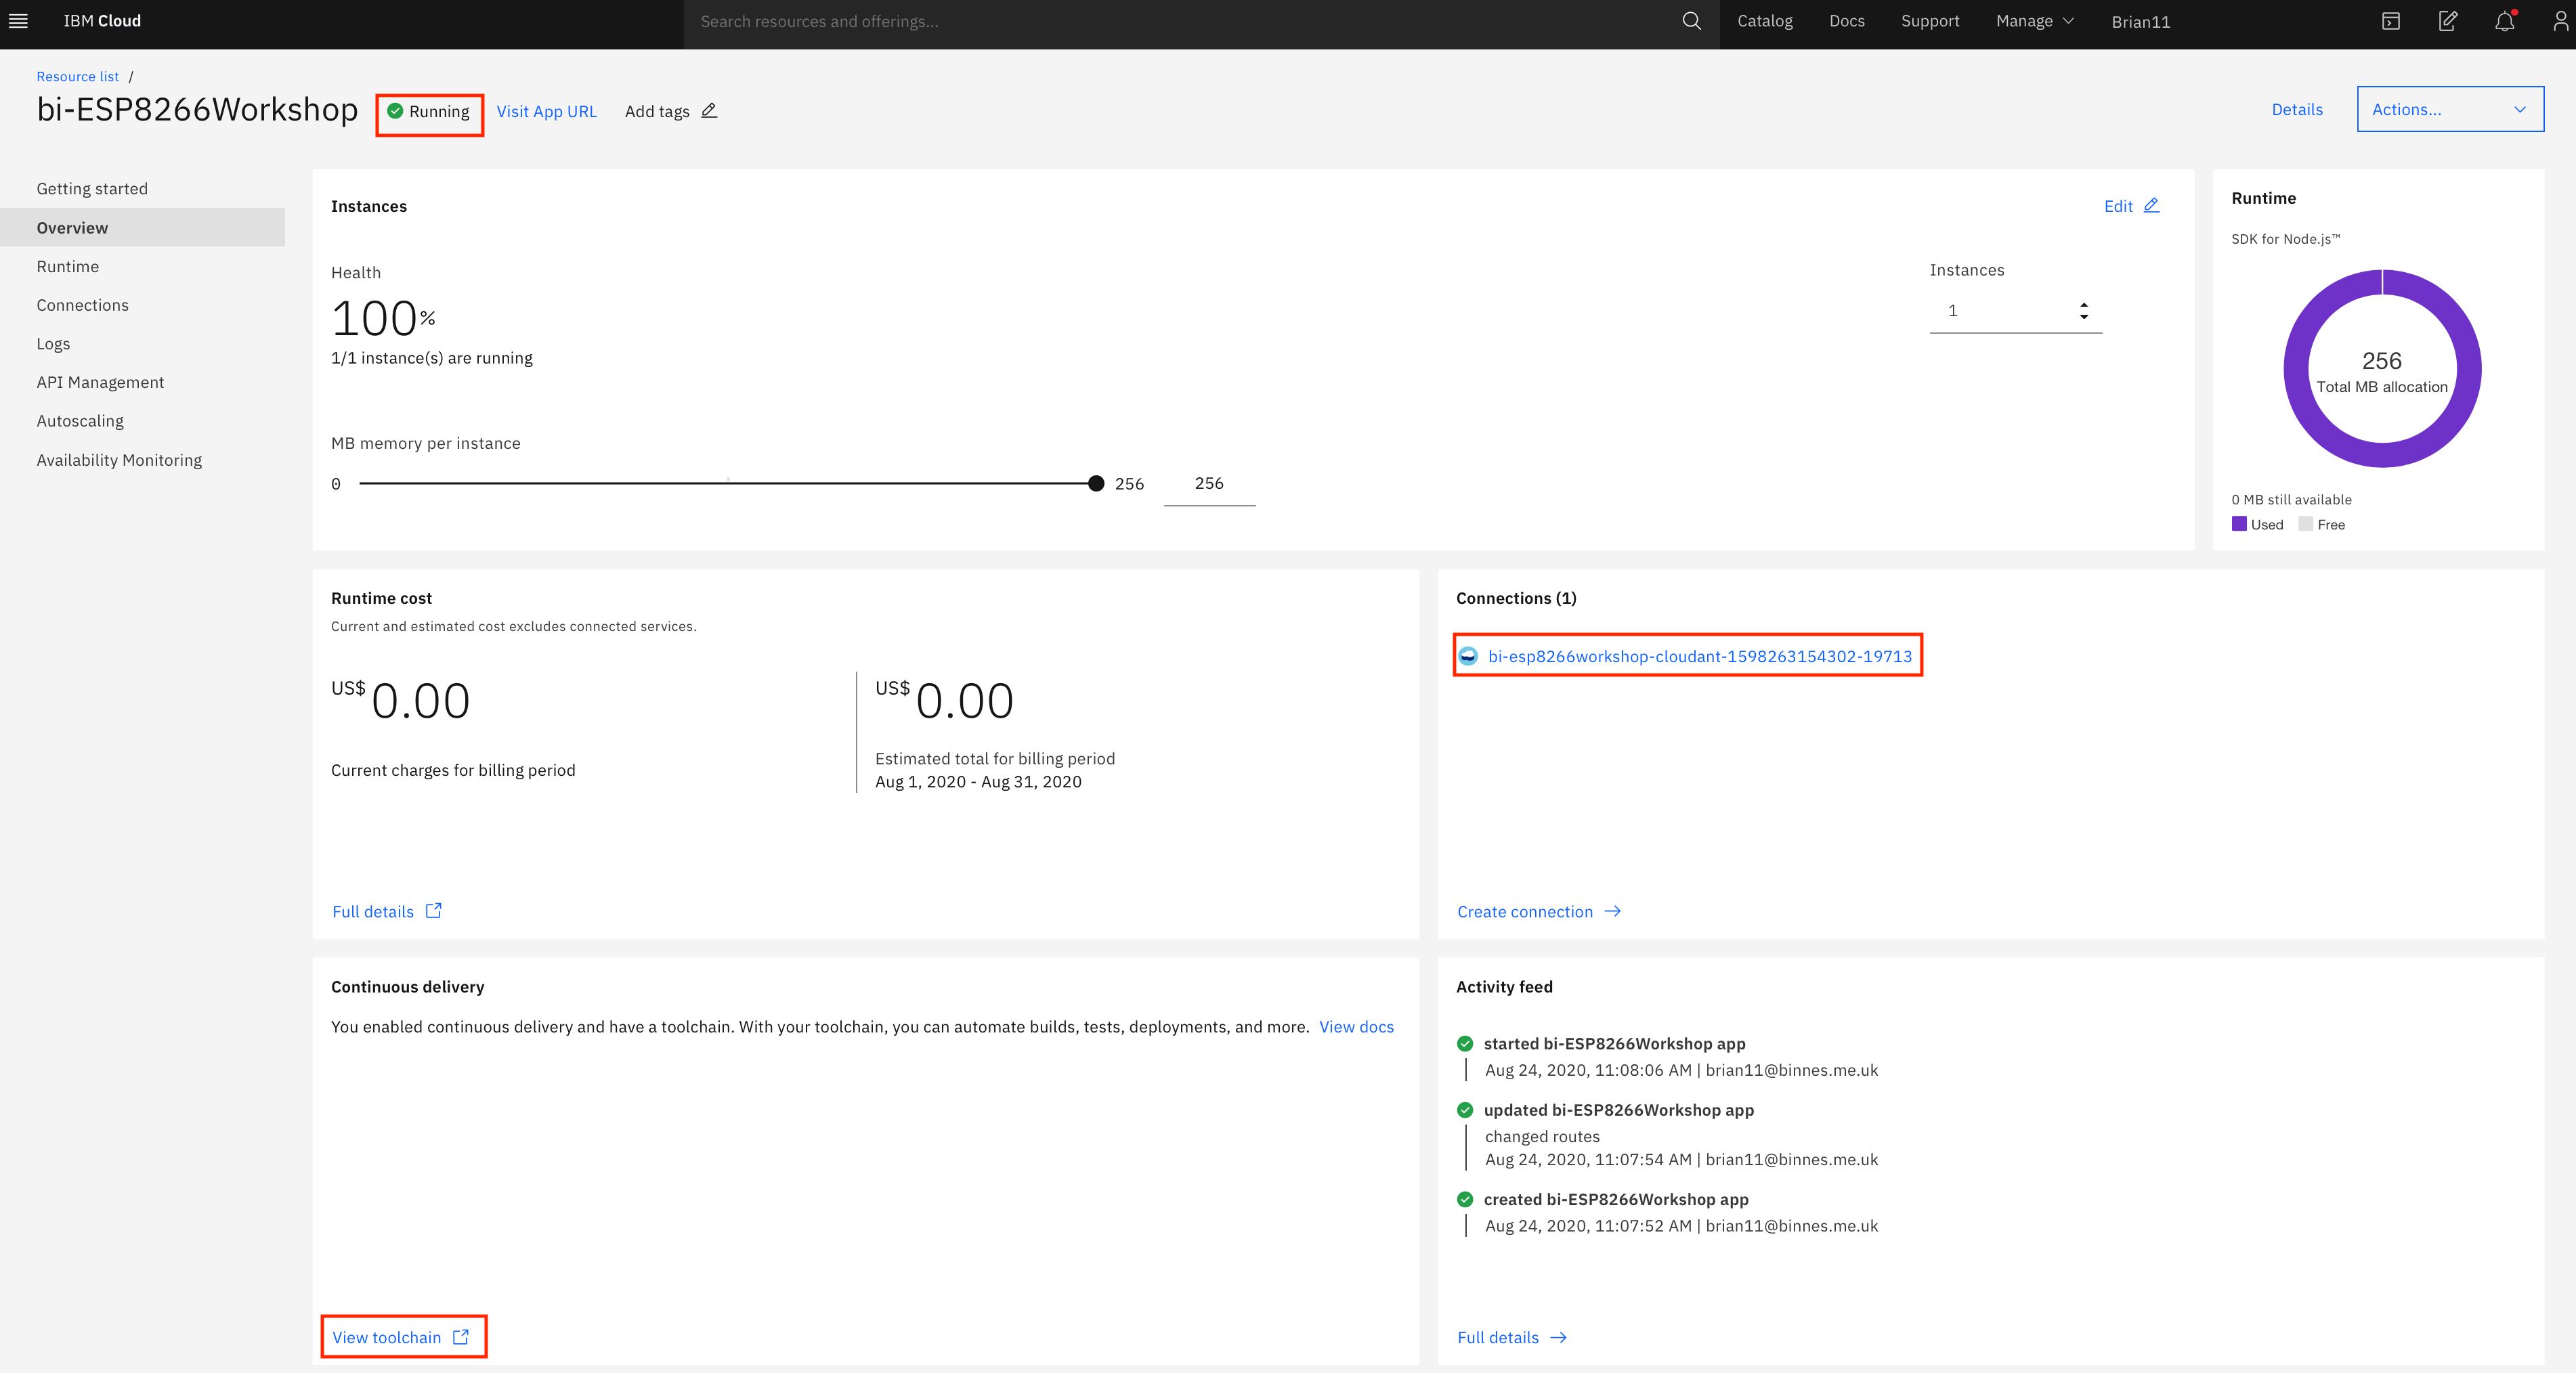 IBM Cloud
Search resources and offerings...
Catalog
Docs
Support
Manage
Brian11
Resource list /
bi-ESP8266Workshop
Running
Visit App URL
Add tags
Details
Actions...
Getting started
Overview
Runtime
Connections
Logs
API Management
Autoscaling
Availability Monitoring
Instances
Edit
Health
100%
1/1 instance(s) are running
Instances
1
MB memory per instance
0
256
256
Runtime
SDK for Node.js™
256
Total MB allocation
0 MB still available
Used
Free
Runtime cost
Current and estimated cost excludes connected services.
US$ 0.00
Current charges for billing period
US$ 0.00
Estimated total for billing period
Aug 1, 2020 - Aug 31, 2020
Full details
Connections (1)
bi-esp8266workshop-cloudant-1598263154302-19713
Create connection
Continuous delivery
You enabled continuous delivery and have a toolchain. With your toolchain, you can automate builds, tests, deployments, and more. View docs
View toolchain
Activity feed
started bi-ESP8266Workshop app
Aug 24, 2020, 11:08:06 AM | brian11@binnes.me.uk
updated bi-ESP8266Workshop app
changed routes
Aug 24, 2020, 11:07:54 AM | brian11@binnes.me.uk
created bi-ESP8266Workshop app
Aug 24, 2020, 11:07:52 AM | brian11@binnes.me.uk
Full details